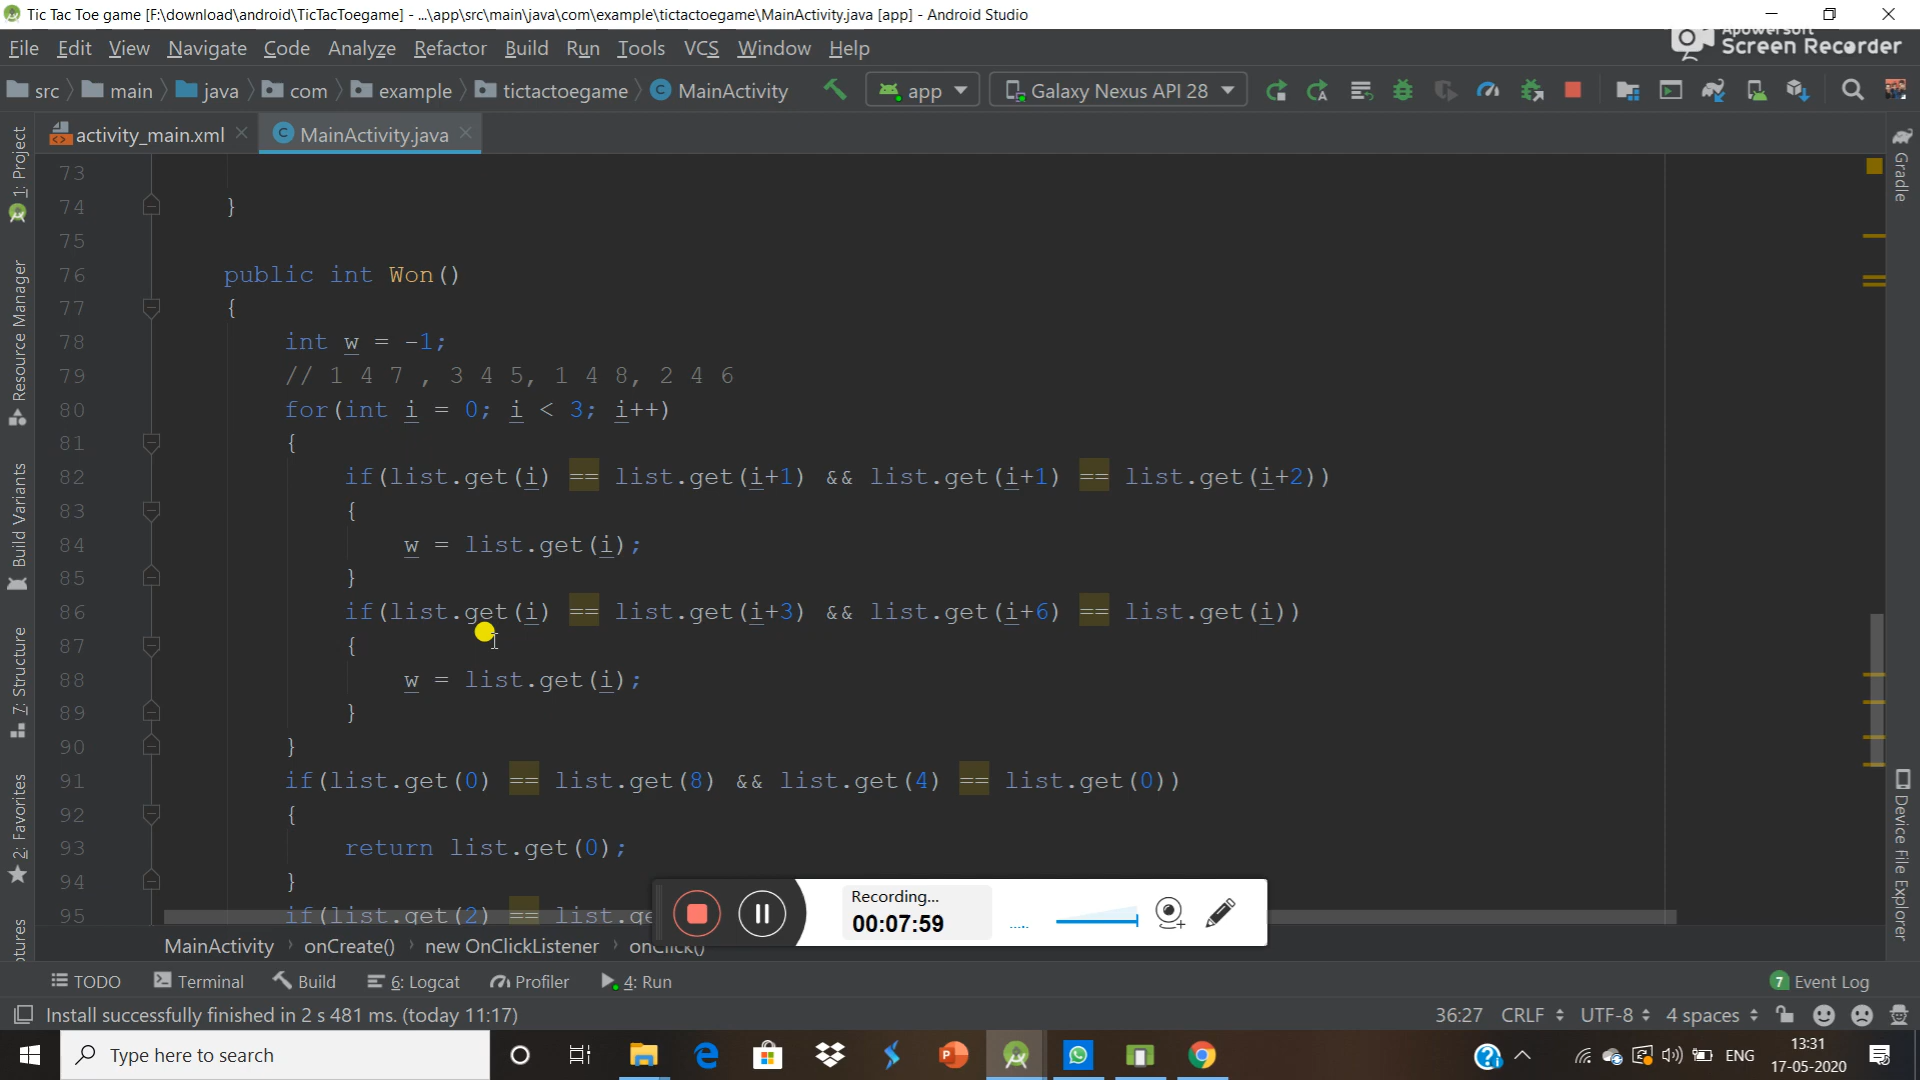 Tic Tac Toe game [F:\download\android\TicTacToegame] - ...\app\src\main\java\com\example\tictactoegame\MainActivity.java [app] - Android Studio
File Edit View Navigate Code Analyze Refactor Build Run Tools VCS Window Help
Apowersoft
Screen Recorder
src main java com example tictactoegame MainActivity app Galaxy Nexus API 28
activity_main.xml MainActivity.java
1: Project
Resource Manager
Build Variants
7: Structure
2: Favorites
Gradle
Device File Explorer
73
74 }
75
76 public int Won()
77 {
78 int w = -1;
79 // 1 4 7 , 3 4 5, 1 4 8, 2 4 6
80 for(int i = 0; i < 3; i++)
81 {
82 if(list.get(i) == list.get(i+1) && list.get(i+1) == list.get(i+2))
83 {
84 w = list.get(i);
85 }
86 if(list.get(i) == list.get(i+3) && list.get(i+6) == list.get(i))
87 {
88 w = list.get(i);
89 }
90 }
91 if(list.get(0) == list.get(8) && list.get(4) == list.get(0))
92 {
93 return list.get(0);
94 }
95 if(list.get(2) == list.ge
Recording...
00:07:59
MainActivity onCreate() new OnClickListener onClick()
TODO Terminal Build 6: Logcat Profiler 4: Run 7 Event Log
Install successfully finished in 2 s 481 ms. (today 11:17) 36:27 CRLF UTF-8 4 spaces
Type here to search
ENG
13:31
17-05-2020